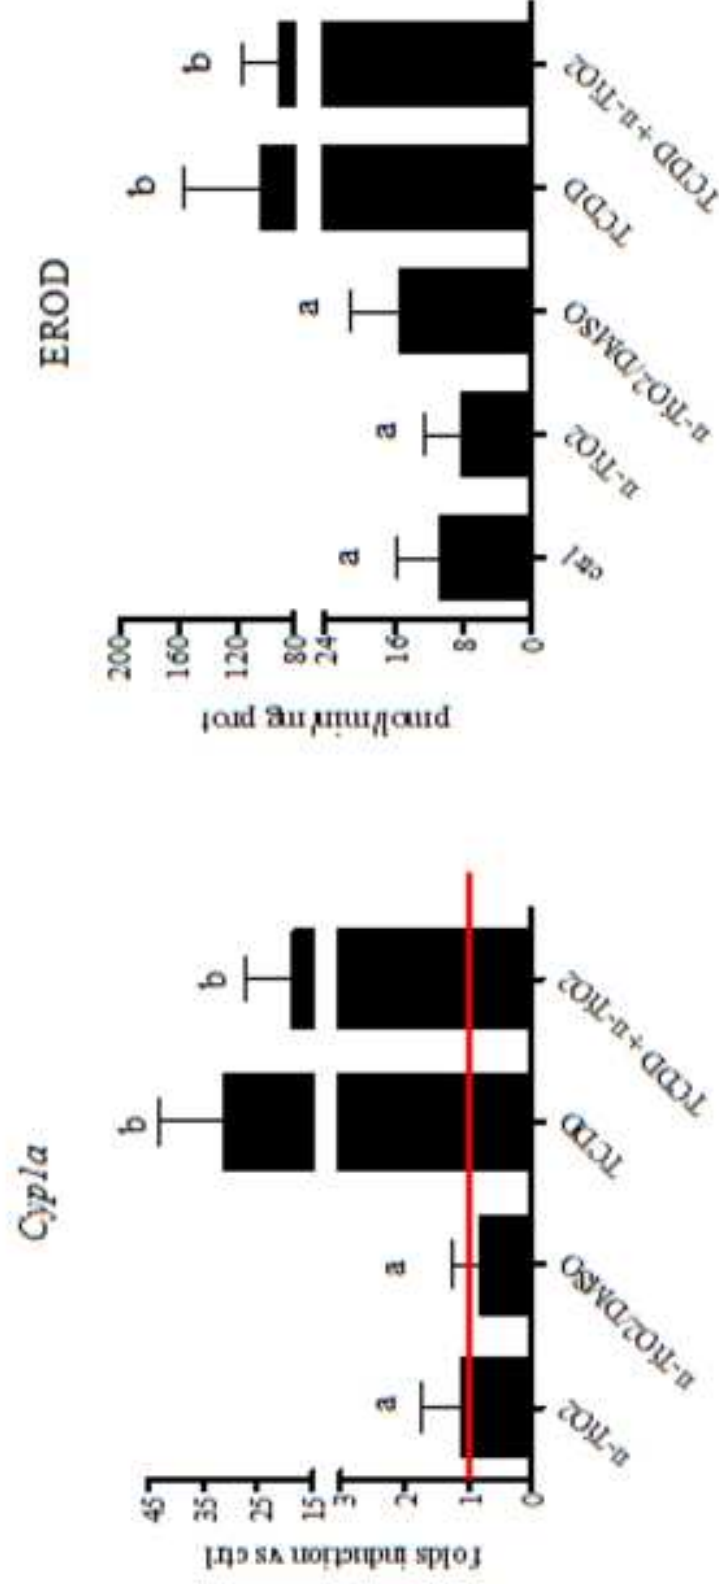 Cyp1a
folds induction vs ctrl
45
35
25
15
3
2
1
0
a
a
b
b
n-TiO2
n-TiO2/DMSO
TCDD
TCDD+n-TiO2
EROD
pmol/min/mg prot
200
160
120
80
24
16
8
0
a
a
a
b
b
ctrl
n-TiO2
n-TiO2/DMSO
TCDD
TCDD+n-TiO2